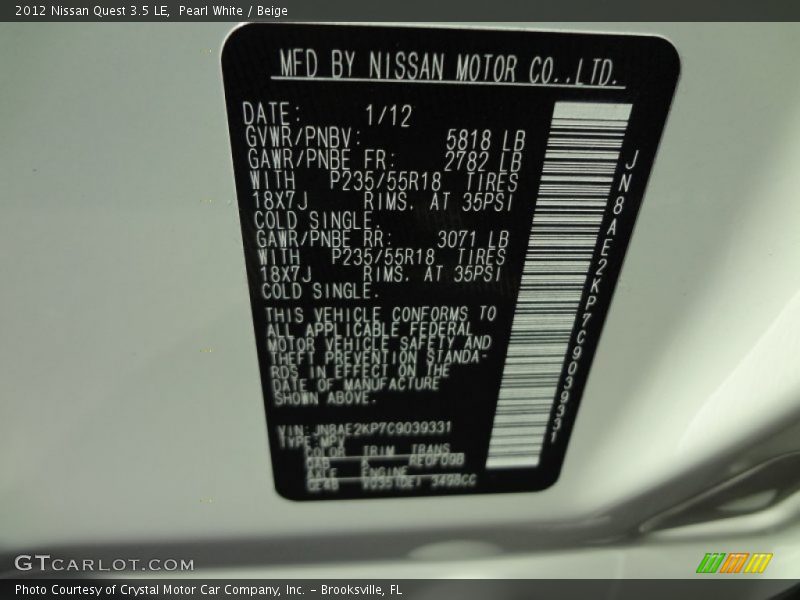 2012 Nissan Quest 3.5 LE,  Pearl White / Beige
MFD BY NISSAN MOTOR CO.,LTD.
DATE: 1/12
GVWR/PNBV: 5818 LB
GAWR/PNBE FR: 2782 LB
WITH P235/55R18 TIRES
18X7J RIMS. AT 35PSI
COLD SINGLE.
GAWR/PNBE RR: 3071 LB
WITH P235/55R18 TIRES
18X7J RIMS. AT 35PSI
COLD SINGLE.
THIS VEHICLE CONFORMS TO
ALL APPLICABLE FEDERAL
MOTOR VEHICLE SAFETY AND
THEFT PREVENTION STANDA-
RDS IN EFFECT ON THE
DATE OF MANUFACTURE
SHOWN ABOVE.
VIN: JN8AE2KP7C9039331
TYPE: MPV
COLOR TRIM TRANS
QAB K RE0F09B
AXLE ENGINE
VQ35(DE) 3498CC
JN8AE2KP7C9039331
GTCARLOT.COM
Photo Courtesy of Crystal Motor Car Company, Inc. – Brooksville, FL